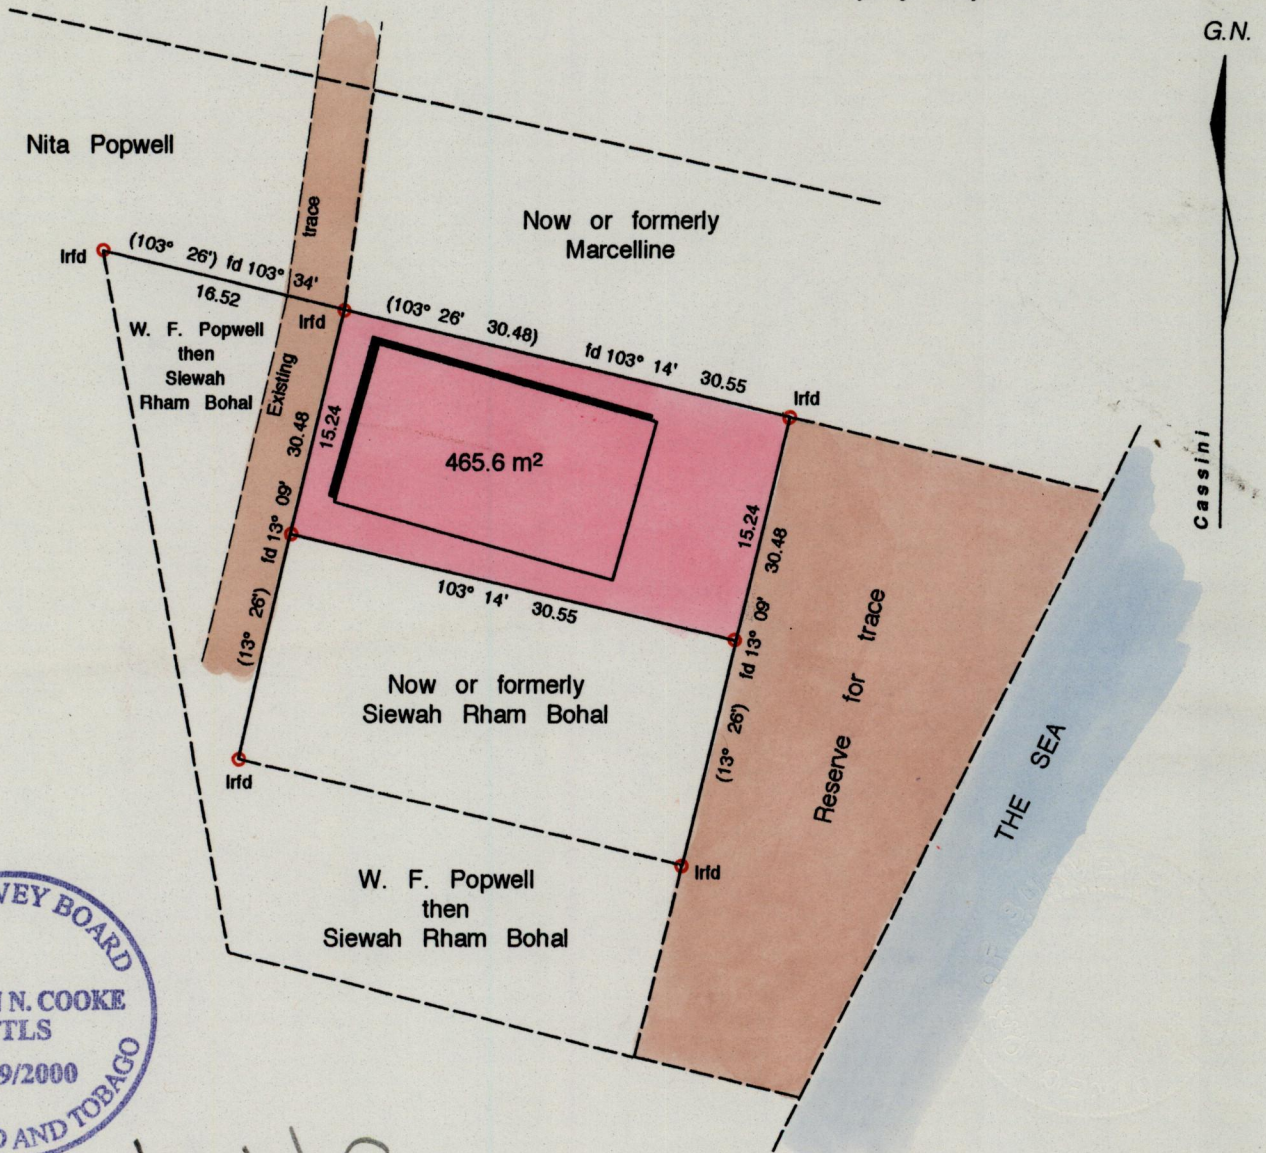 G.N.
Nita Popwell
trace
Now or formerly
Marcelline
Irfd
(103° 26') fd 103° 34'
16.52
Irfd
(103° 26' 30.48)
fd 103° 14' 30.55
Irfd
W. F. Popwell
then
Siewah
Rham Bohal
Existing
15.24
30.48
(13° 26') fd 13° 09'
465.6 m²
15.24
30.48
(13° 26') fd 13° 09'
103° 14' 30.55
Cassini
Reserve for trace
THE SEA
Now or formerly
Siewah Rham Bohal
Irfd
Irfd
W. F. Popwell
then
Siewah Rham Bohal
BOARD
N. COOKE
TLS
9/2000
AND TOBAGO